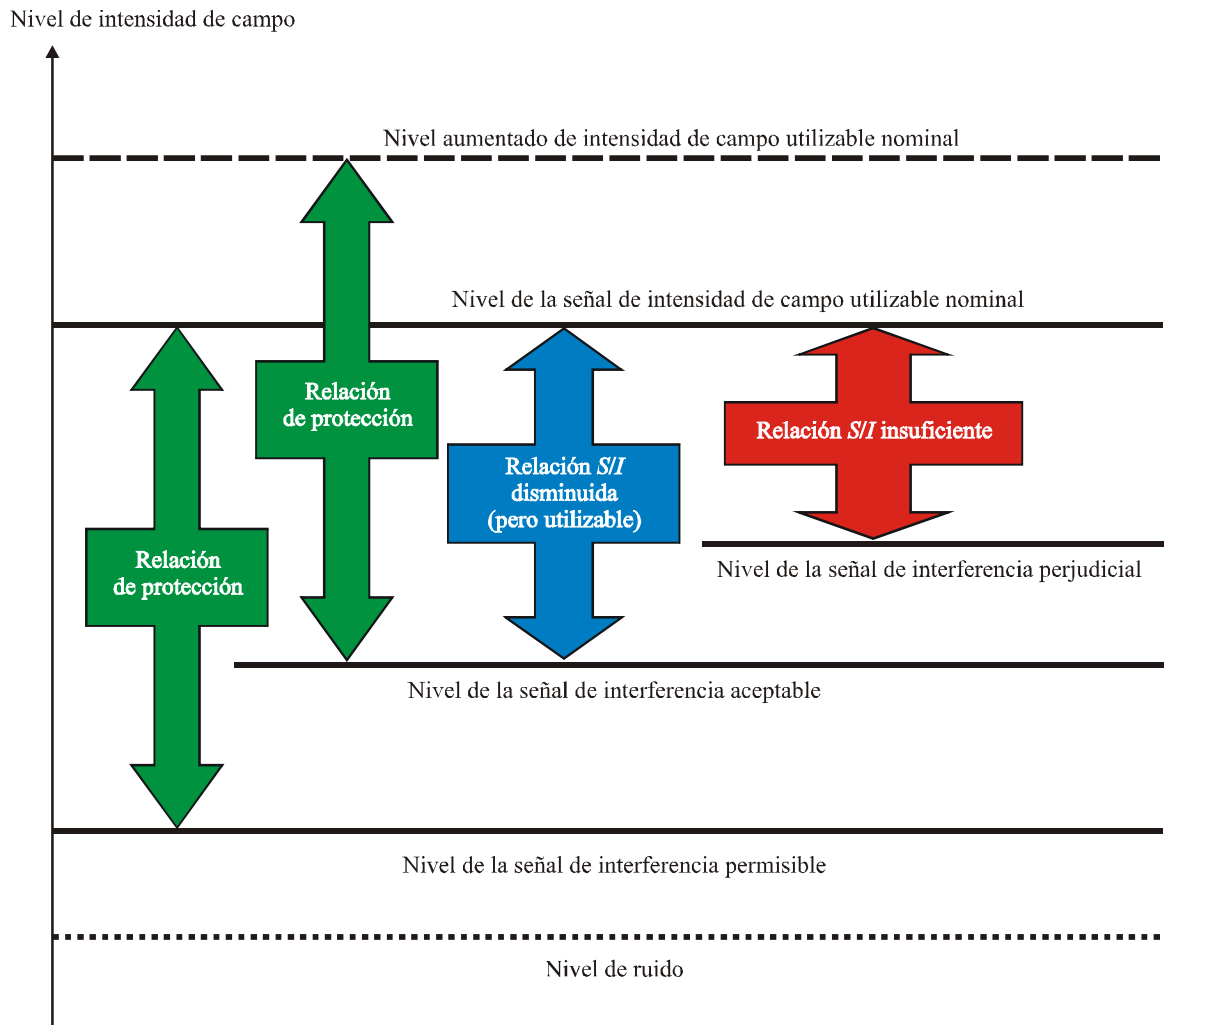 Nivel de intensidad de campo
Nivel aumentado de intensidad de campo utilizable nominal
Nivel de la señal de intensidad de campo utilizable nominal
Relación
de protección
Relación S/I insuficiente
Relación S/I
disminuida
(pero utilizable)
Relación
de protección
Nivel de la señal de interferencia perjudicial
Nivel de la señal de interferencia aceptable
Nivel de la señal de interferencia permisible
Nivel de ruido